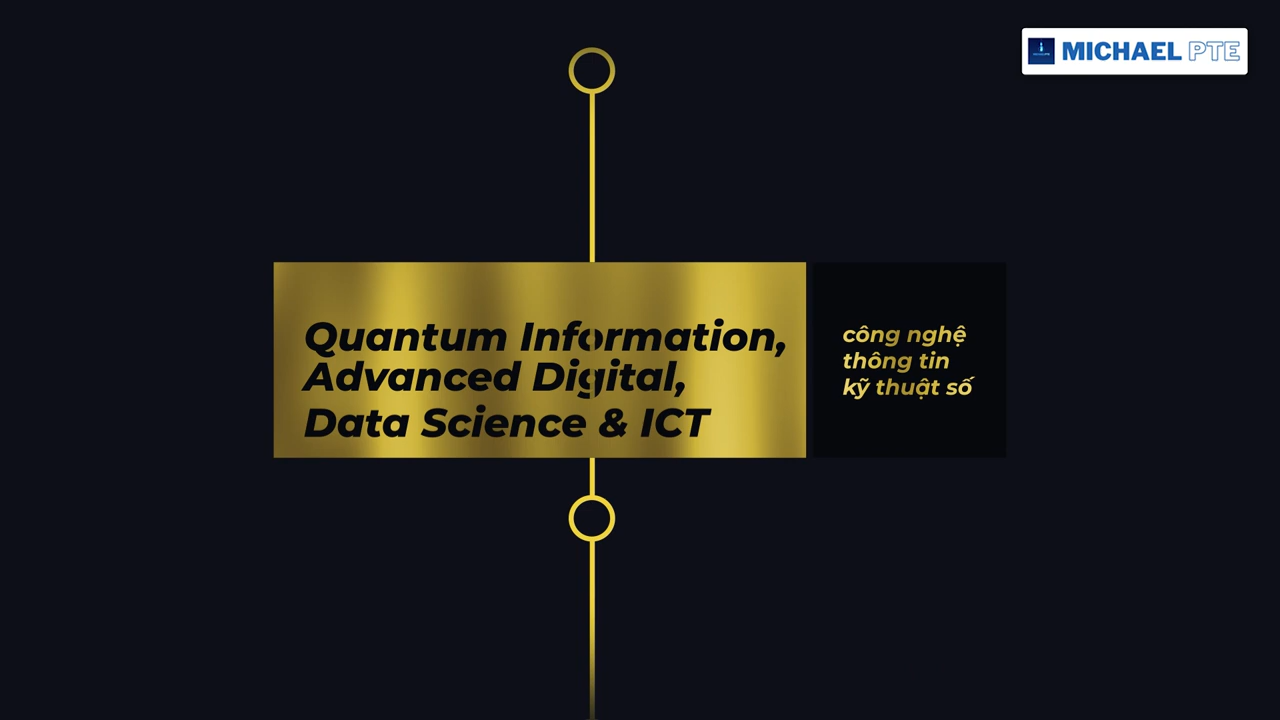 MICHAEL PTE
Quantum Information,
Advanced Digital,
Data Science & ICT
công nghệ
thông tin
kỹ thuật số